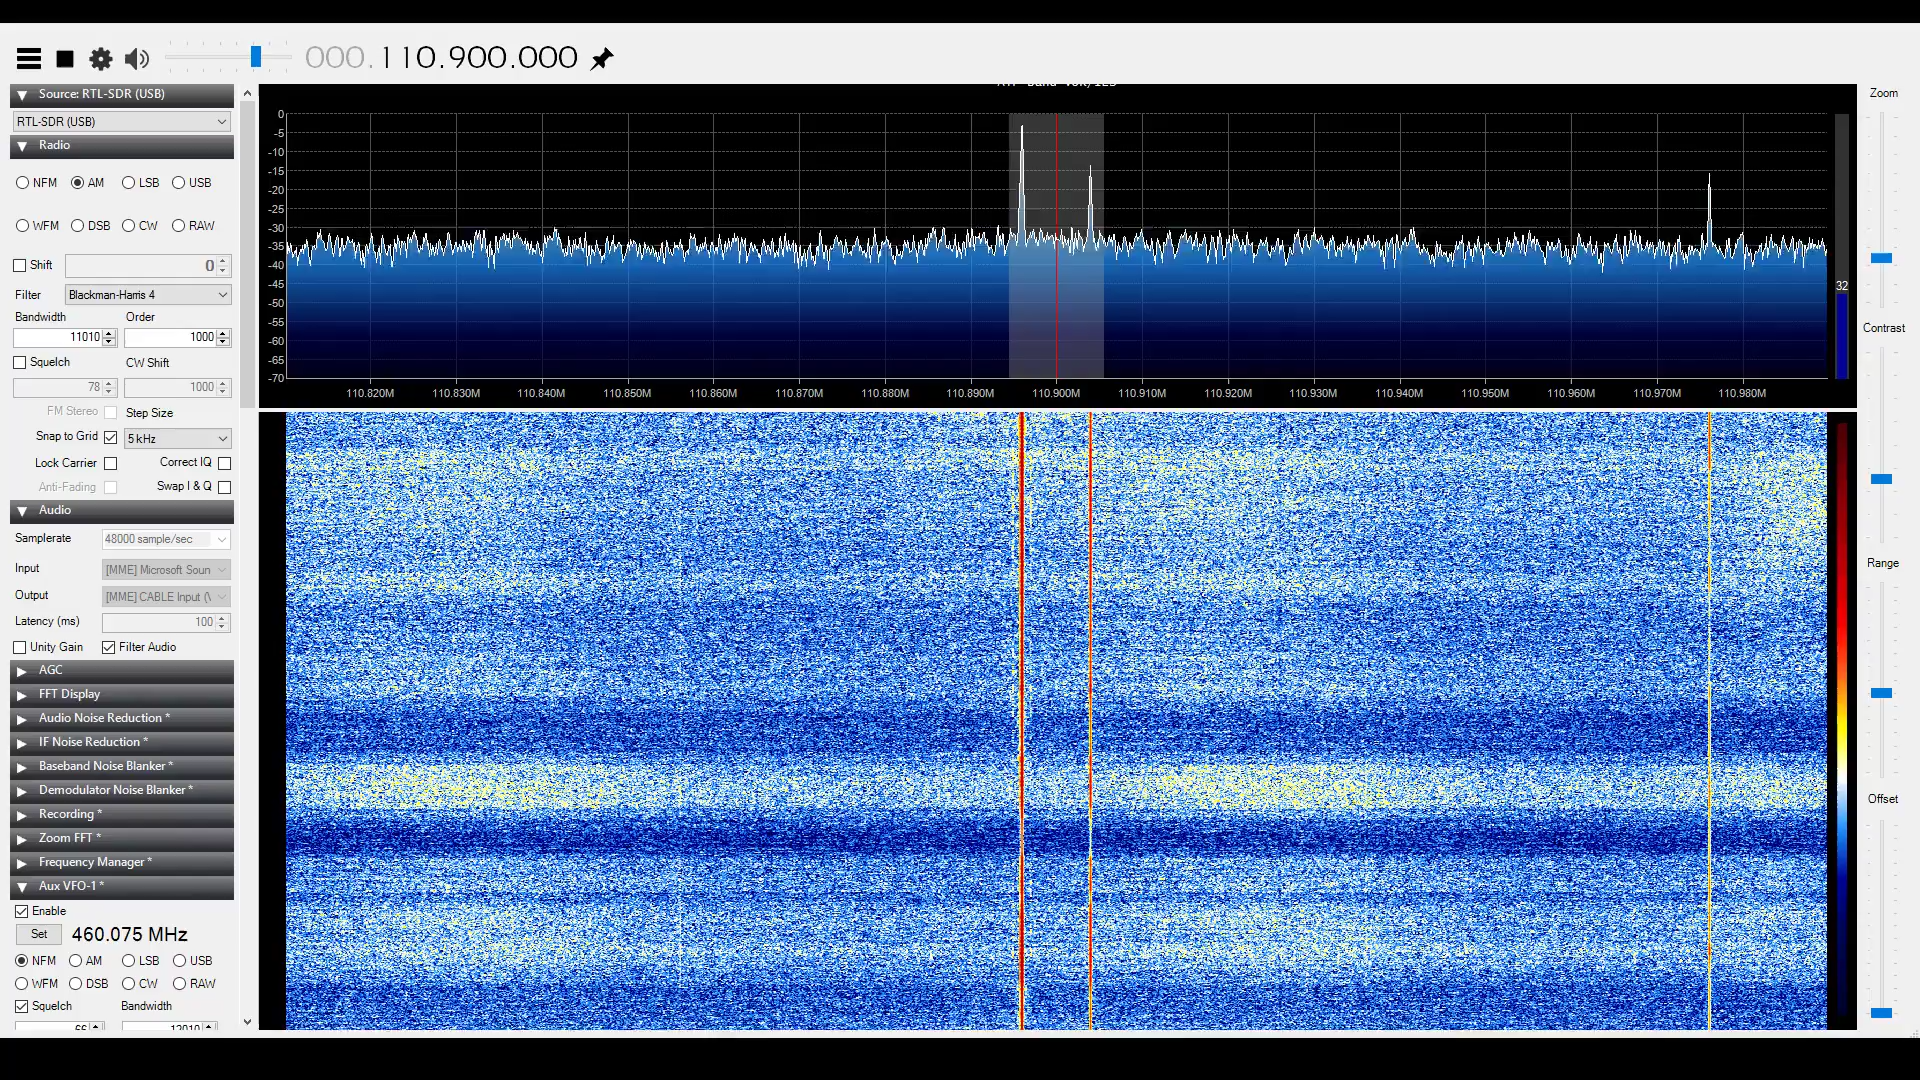 000.110.900.000
Source: RTL-SDR (USB)
RTL-SDR (USB)
Radio
NFM AM LSB USB
WFM DSB CW RAW
Shift 0
Filter Blackman-Harris 4
Bandwidth Order
11010 1000
Squelch CW Shift
78 1000
FM Stereo Step Size
Snap to Grid 5 kHz
Lock Carrier Correct IQ
Anti-Fading Swap I & Q
Audio
Samplerate 48000 sample/sec
Input [MME] Microsoft Soun
Output [MME] CABLE Input (V
Latency (ms) 100
Unity Gain Filter Audio
AGC
FFT Display
Audio Noise Reduction *
IF Noise Reduction *
Baseband Noise Blanker *
Demodulator Noise Blanker *
Recording *
Zoom FFT *
Frequency Manager *
Aux VFO-1 *
Enable
Set 460.075 MHz
NFM AM LSB USB
WFM DSB CW RAW
Squelch Bandwidth
66 12010
0
-5
-10
-15
-20
-25
-30
-35
-40
-45
-50
-55
-60
-65
-70
110.820M 110.830M 110.840M 110.850M 110.860M 110.870M 110.880M 110.890M 110.900M 110.910M 110.920M 110.930M 110.940M 110.950M 110.960M 110.970M 110.980M
32
Zoom
Contrast
Range
Offset